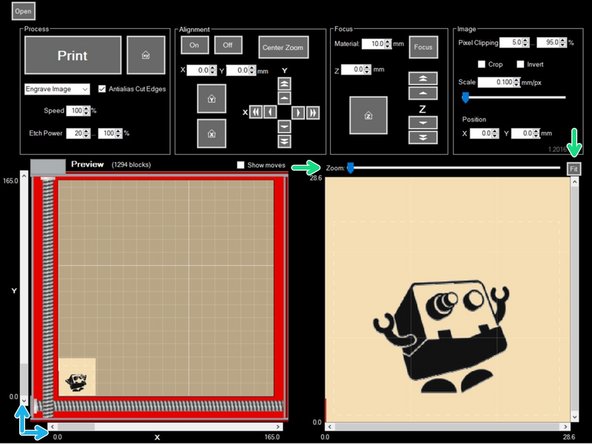 Open
Process
Alignment
Focus
Image
Print
XY
On
Off
Center Zoom
Material: 10.0 mm
Focus
Pixel Clipping 5.0 ... 95.0 %
Crop
Invert
X 0.0 Y 0.0 mm
Y
Z 0.0 mm
Engrave Image
Antialias Cut Edges
Scale 0.100 mm/px
Speed 100 %
Y
X
Z
Z
Etch Power 20 ... 100 %
X
Position
X 0.0 Y 0.0 mm
Preview (1294 blocks)
Show moves
Zoom:
Fit
165.0
28.6
Y
0.0
0.0
0.0 X 165.0
0.0 28.6